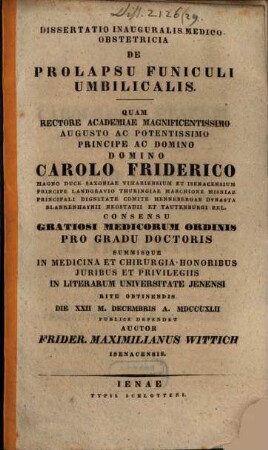 Diss. 2.126/29.
DISSERTATIO INAUGURALIS MEDICO-
OBSTETRICIA
DE
PROLAPSU FUNICULI
UMBILICALIS.
QUAM
RECTORE ACADEMIAE MAGNIFICENTISSIMO
AUGUSTO AC POTENTISSIMO
PRINCIPE AC DOMINO
DOMINO
CAROLO FRIDERICO
MAGNO DUCE SAXONIAE VIMARIENSIUM ET ISENACENSIUM
PRINCIPE LANDGRAVIO THURINGIAE MARCHIONE MISNIAE
PRINCIPALI DIGNITATE COMITE HENNEBERGAE DYNASTA
BLANKENHAYNII NEOSTADII ET TAUTENBURGI REL.
CONSENSU
GRATIOSI MEDICORUM ORDINIS
PRO GRADU DOCTORIS
SUMMISQUE
IN MEDICINA ET CHIRURGIA HONORIBUS
JURIBUS ET PRIVILEGIIS
IN LITERARUM UNIVERSITATE JENENSI
RITE OBTINENDIS
DIE XXII M. DECEMBRIS A. MDCCCXLII
PUBLICE DEFENDET
AUCTOR
FRIDER. MAXIMILIANUS WITTICH
ISENACENSIS.
IENAE
TYPIS SCHLOTTERI.